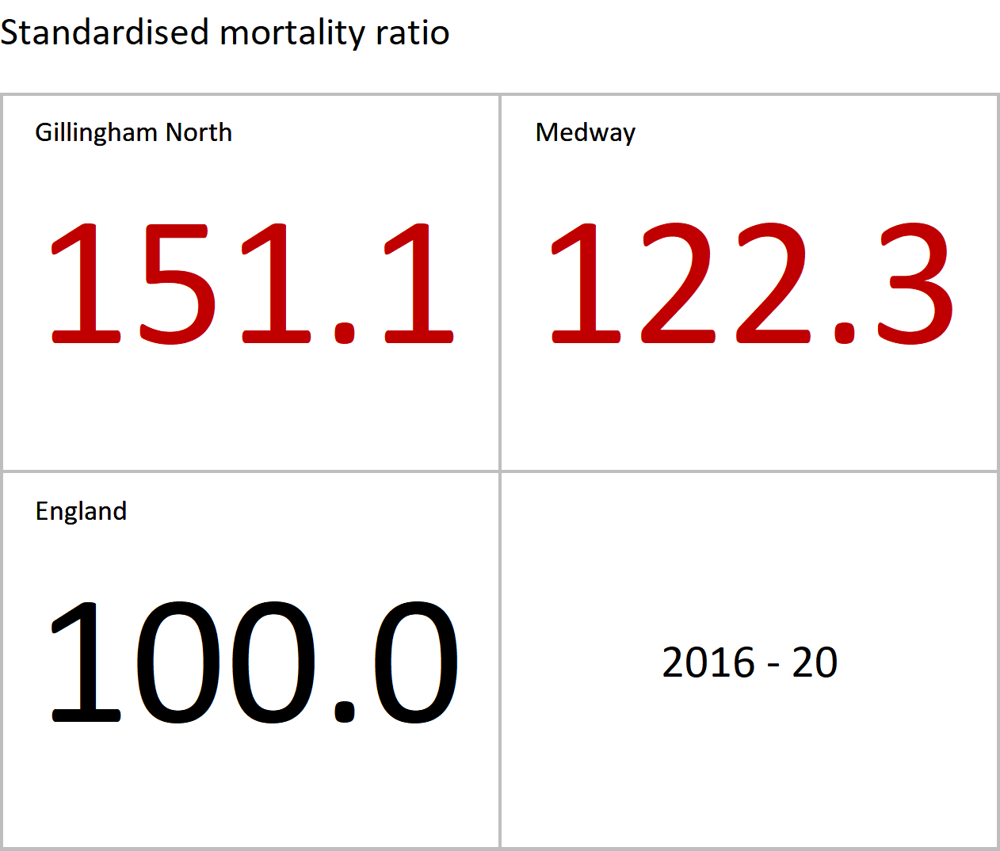 Standardised mortality ratio
Gillingham North
Medway
151.1
122.3
England
100.0
2016 - 20